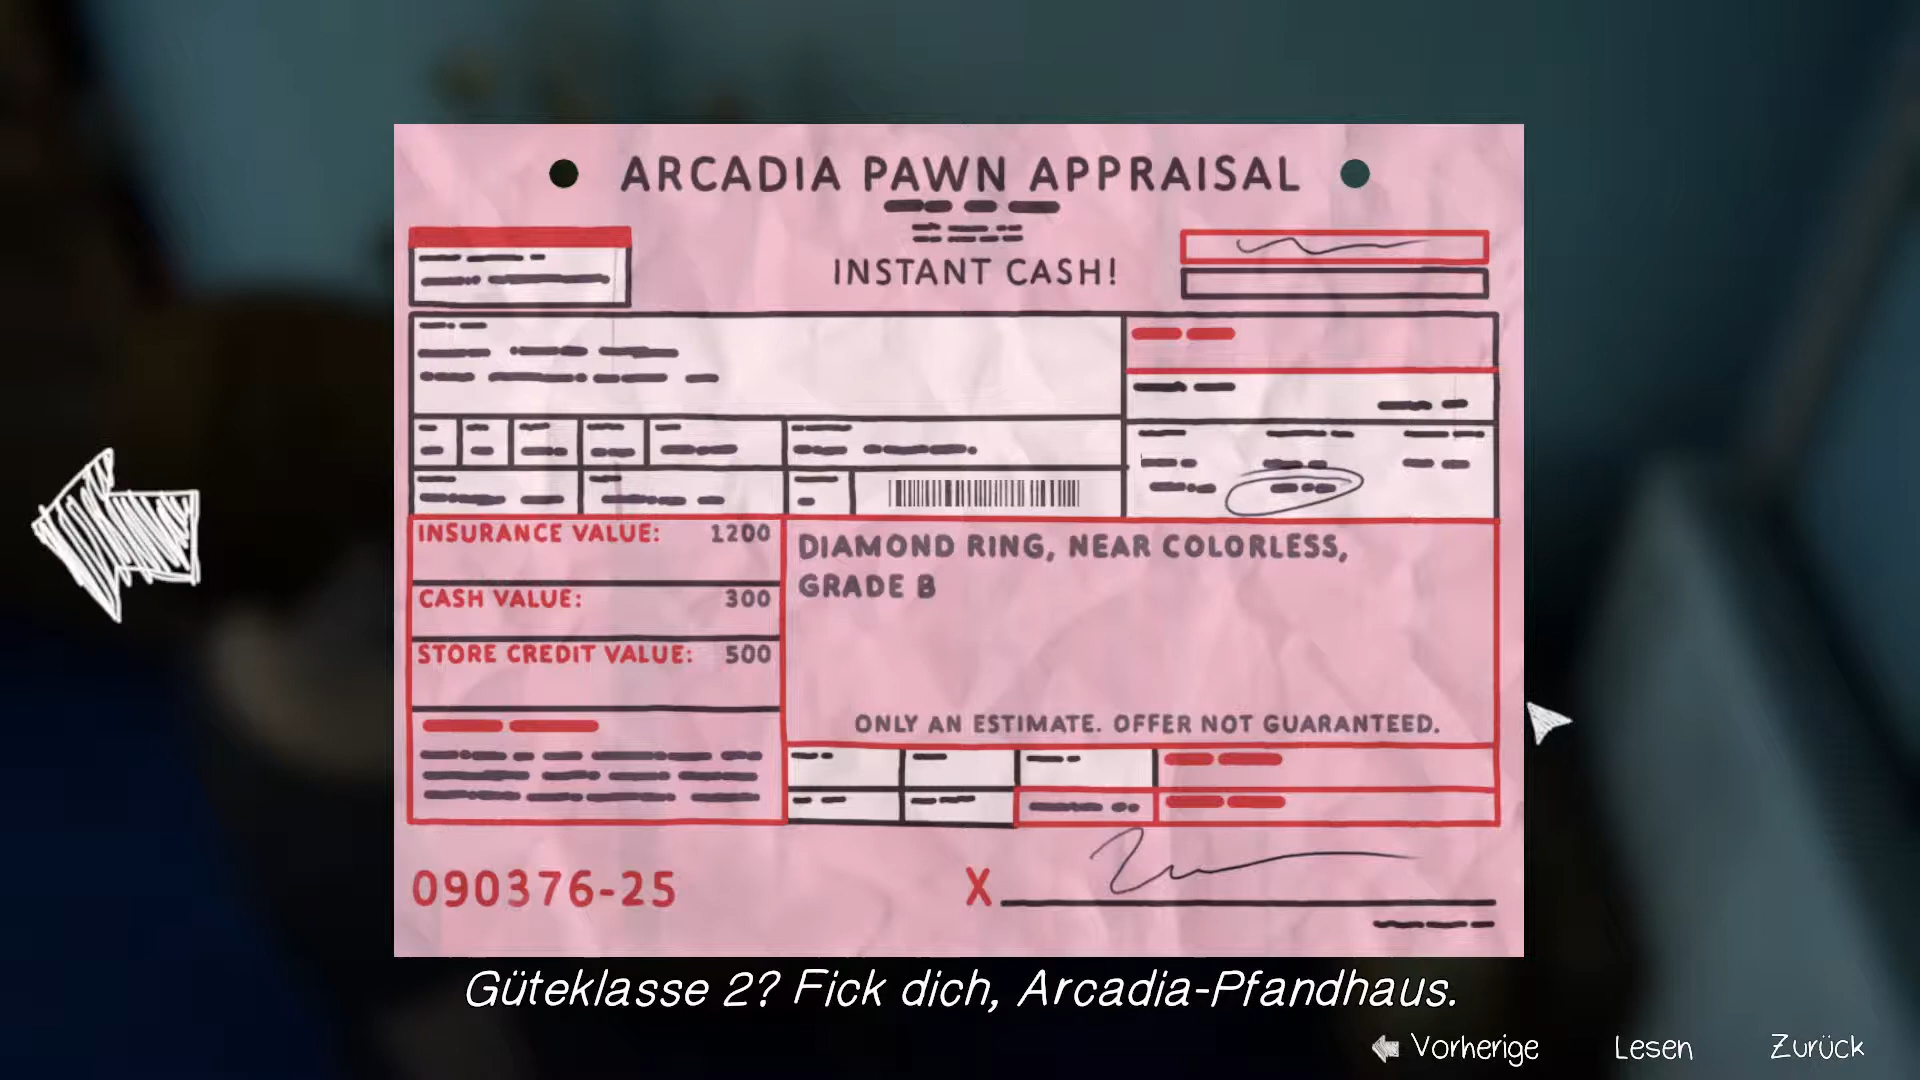 ARCADIA PAWN APPRAISAL
INSTANT CASH!
INSURANCE VALUE: 1200
CASH VALUE: 300
STORE CREDIT VALUE: 500
DIAMOND RING, NEAR COLORLESS,
GRADE B
ONLY AN ESTIMATE. OFFER NOT GUARANTEED.
090376-25
X
Güteklasse 2? Fick dich, Arcadia-Pfandhaus.
Vorherige Lesen Zurück